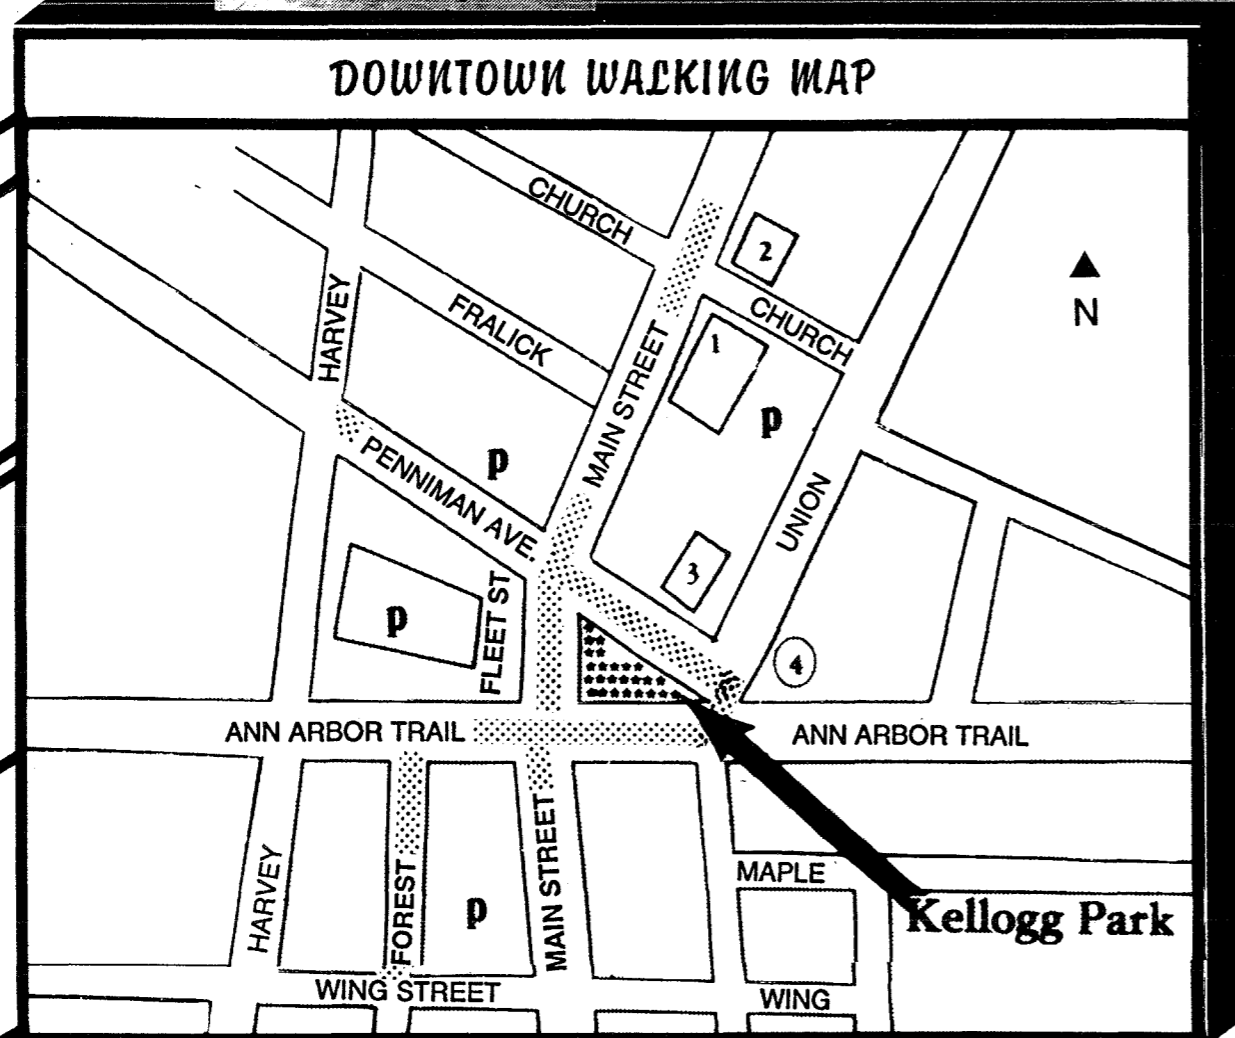 DOWNTOWN WALKING MAP
CHURCH
2
N
HARVEY
FRALICK
CHURCH
1
MAIN STREET
p
p
PENNIMAN AVE.
UNION
3
p
FLEET ST
4
ANN ARBOR TRAIL
ANN ARBOR TRAIL
HARVEY
FOREST
p
MAIN STREET
MAPLE
Kellogg Park
WING STREET
WING